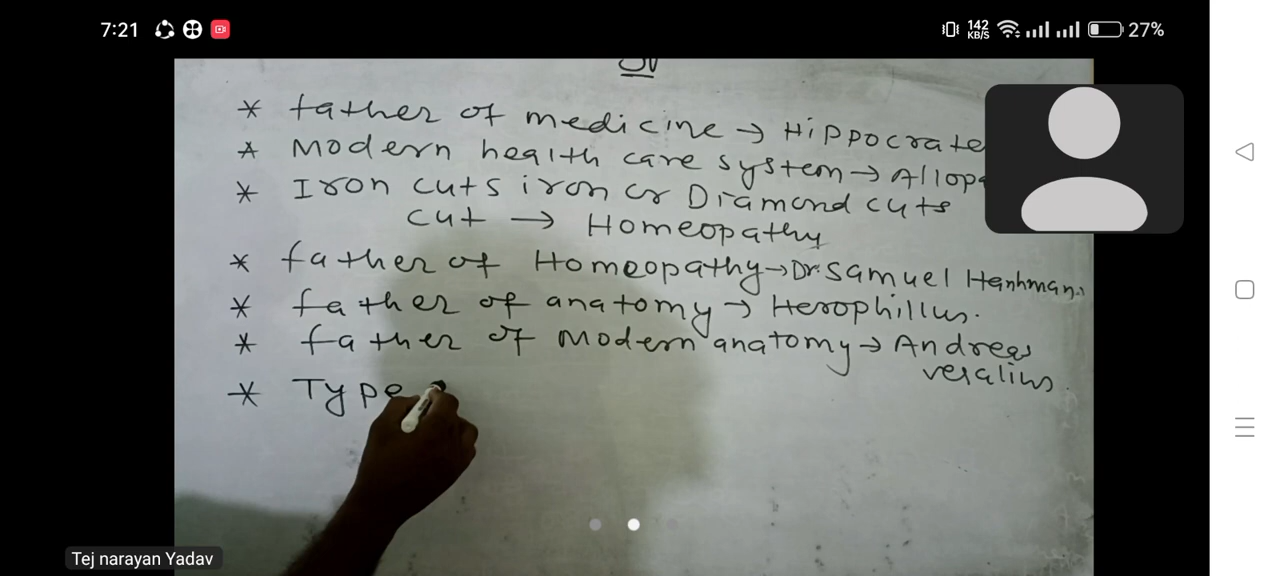 7:21
142 KB/S
27%
* father of medicine → Hippocrate
* Modern health care system → Allop
* Iron cuts iron or Diamond cuts
cut → Homeopathy
* father of Homeopathy → Dr. Samuel Hanhman.
* father of anatomy → Herophillus.
* father of Modern anatomy → Andreas
vesalius.
* Type
Tej narayan Yadav